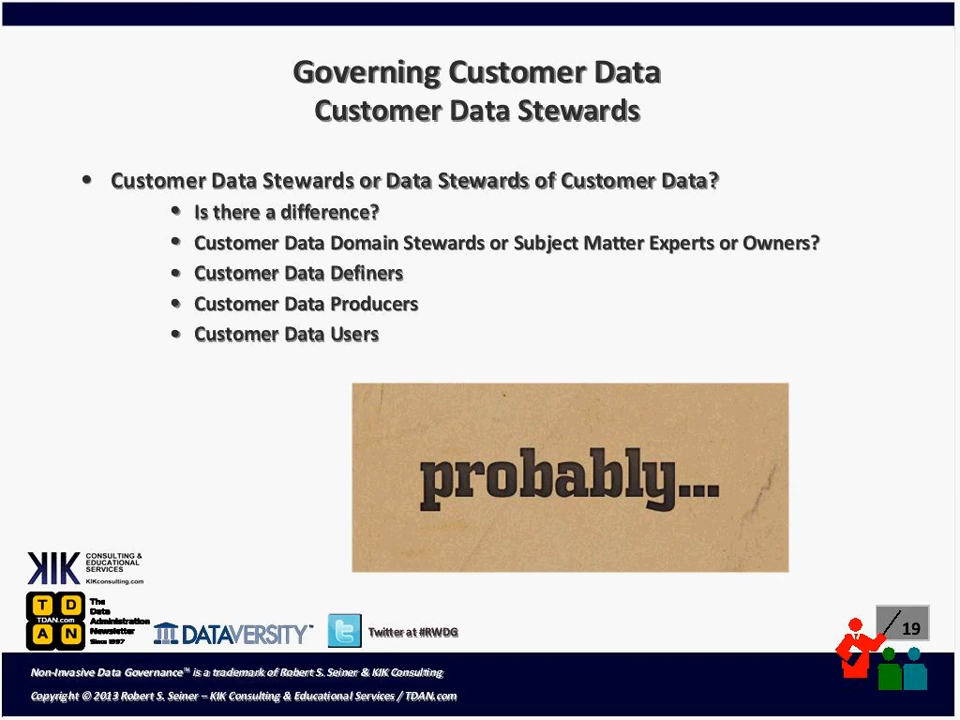 Governing Customer Data
Customer Data Stewards
• Customer Data Stewards or Data Stewards of Customer Data?
• Is there a difference?
• Customer Data Domain Stewards or Subject Matter Experts or Owners?
• Customer Data Definers
• Customer Data Producers
• Customer Data Users
probably...
KIK
CONSULTING &
EDUCATIONAL
SERVICES
KIKconsulting.com
T D
TDAN.com
A N
The
Data
Administration
Newsletter
Since 1997
DATAVERSITY™
Twitter at #RWDG
19
Non-Invasive Data Governance™ is a trademark of Robert S. Seiner & KIK Consulting
Copyright © 2013 Robert S. Seiner – KIK Consulting & Educational Services / TDAN.com